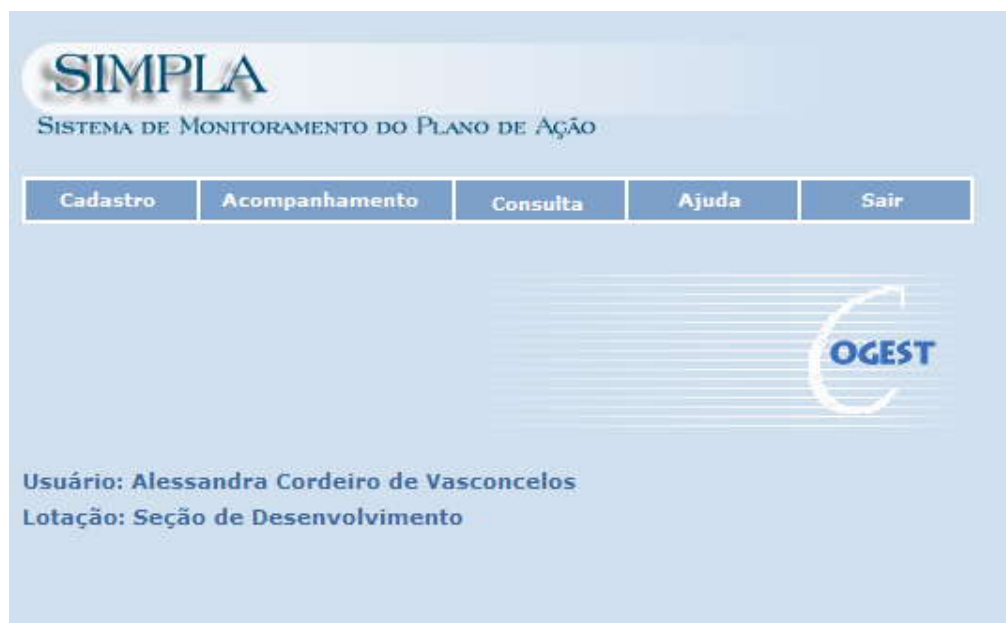 SIMPLA
SISTEMA DE MONITORAMENTO DO PLANO DE AÇÃO
Cadastro Acompanhamento Consulta Ajuda Sair
COGEST
Usuário: Alessandra Cordeiro de Vasconcelos
Lotação: Seção de Desenvolvimento